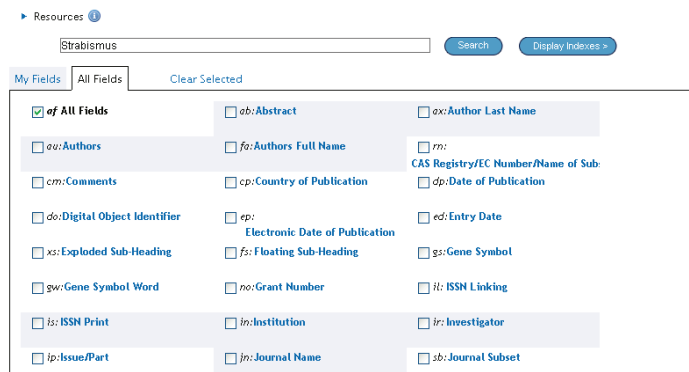 Resources
Strabismus Search Display Indexes >
My Fields All Fields Clear Selected
af All Fields ab:Abstract ax:Author Last Name
au:Authors fa:Authors Full Name rn:
CAS Registry/EC Number/Name of Subs
cm:Comments cp:Country of Publication dp:Date of Publication
do:Digital Object Identifier ep: ed:Entry Date
Electronic Date of Publication
xs:Exploded Sub-Heading fs:Floating Sub-Heading gs:Gene Symbol
gw:Gene Symbol Word no:Grant Number il:ISSN Linking
is:ISSN Print in:Institution ir:Investigator
ip:Issue/Part jn:Journal Name sb:Journal Subset